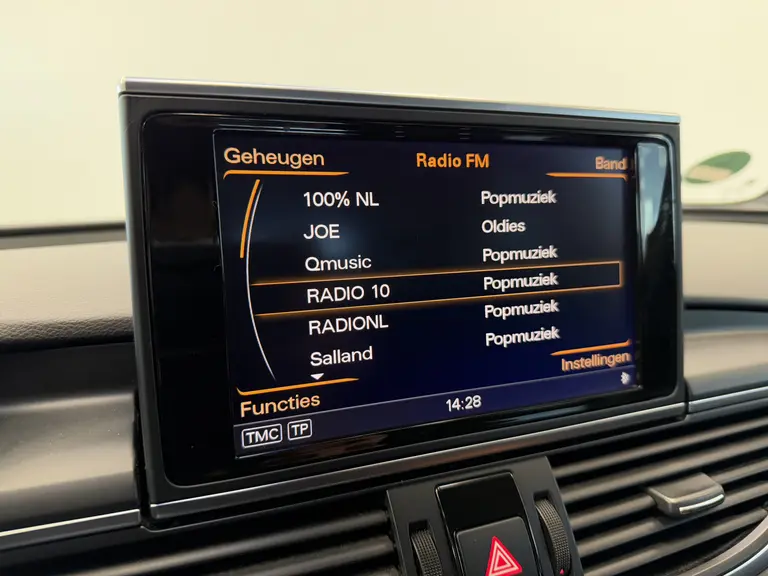 Geheugen Radio FM Band
100% NL Popmuziek
JOE Oldies
Qmusic Popmuziek
RADIO 10 Popmuziek
RADIONL Popmuziek
Salland Popmuziek
Instellingen
Functies 14:28
TMC TP